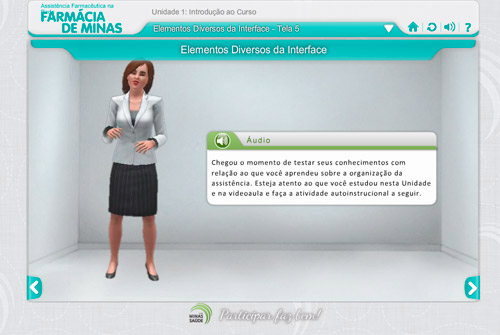 Assistência Farmacêutica na
FARMÁCIA
DE MINAS
Unidade 1: Introdução ao Curso
Elementos Diversos da Interface - Tela 5
?
Elementos Diversos da Interface
Áudio
Chegou o momento de testar seus conhecimentos com
relação ao que você aprendeu sobre a organização da
assistência. Esteja atento ao que você estudou nesta Unidade
e na videoaula e faça a atividade autoinstrucional a seguir.
MINAS
SAÚDE
Participar faz bem!